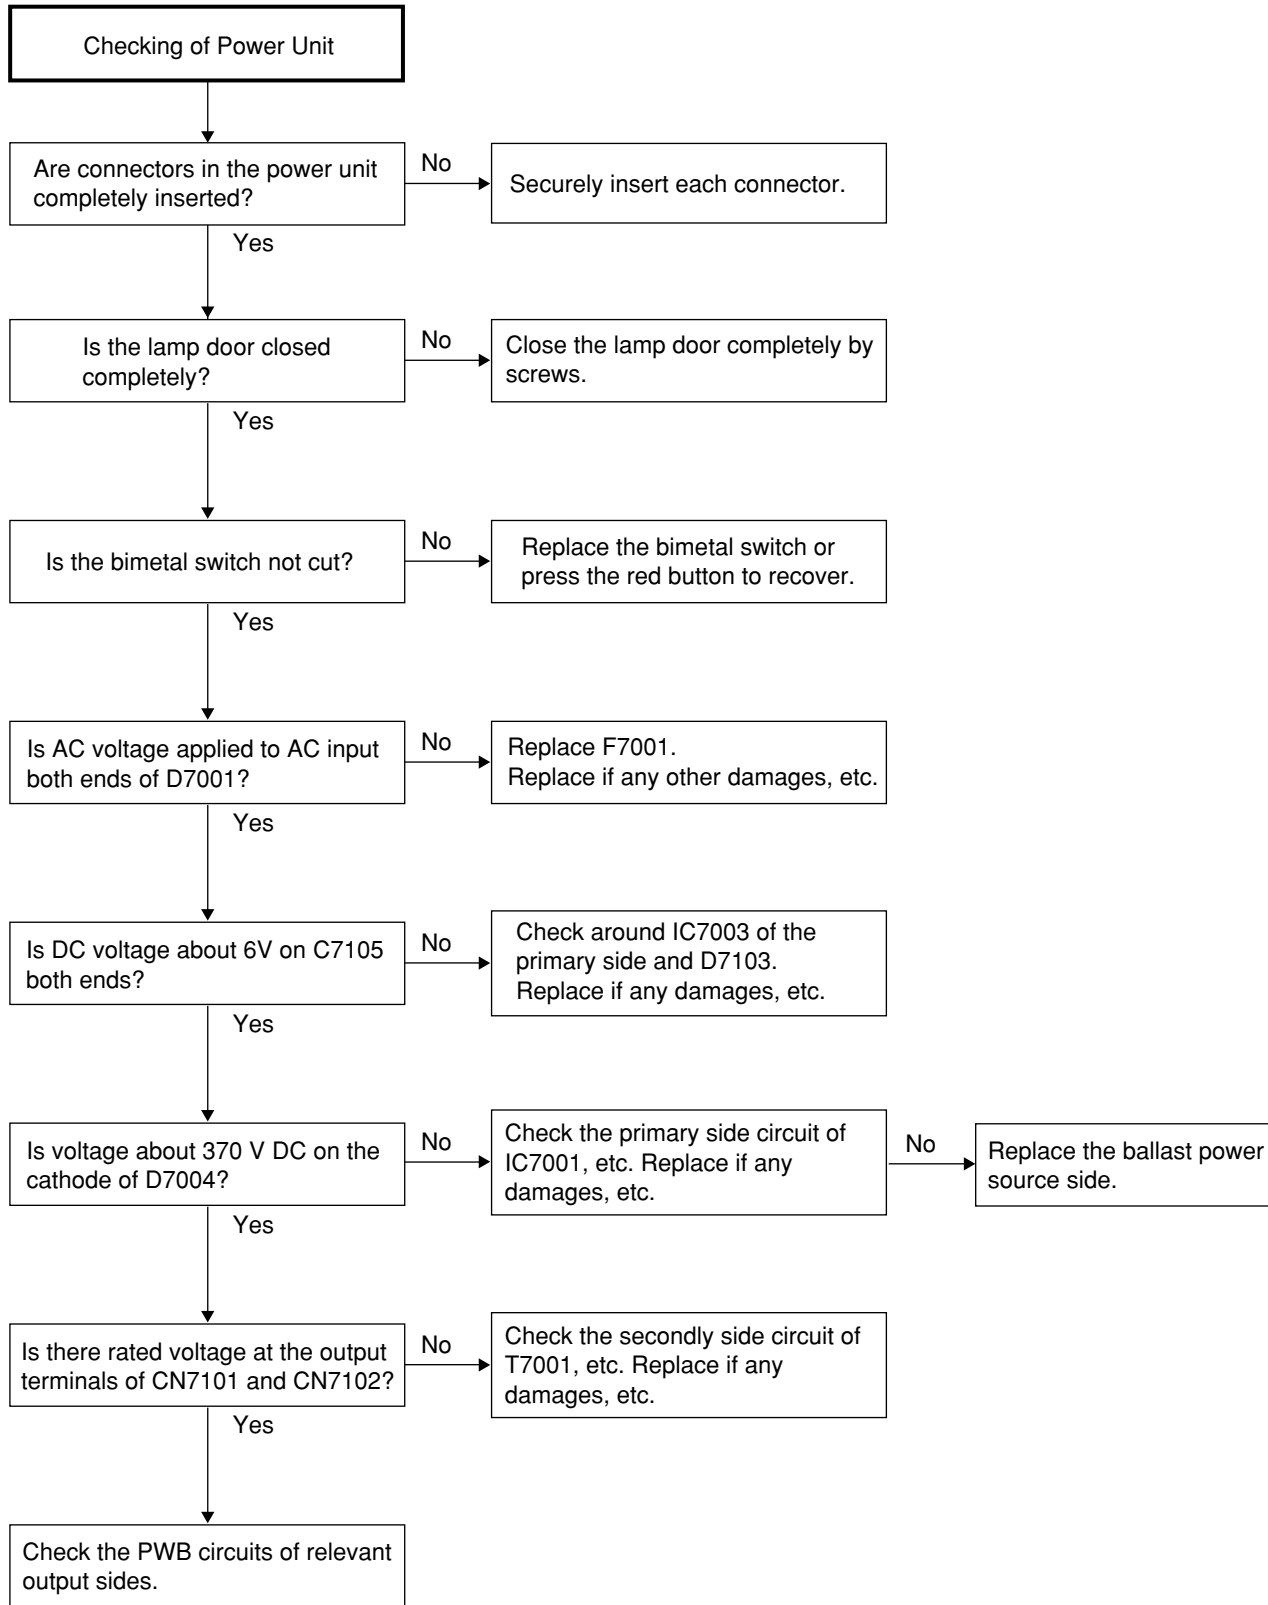 Checking of Power Unit
Are connectors in the power unit
completely inserted?
No
Securely insert each connector.
Yes
Is the lamp door closed
completely?
No
Close the lamp door completely by
screws.
Yes
Is the bimetal switch not cut?
No
Replace the bimetal switch or
press the red button to recover.
Yes
Is AC voltage applied to AC input
both ends of D7001?
No
Replace F7001.
Replace if any other damages, etc.
Yes
Is DC voltage about 6V on C7105
both ends?
No
Check around IC7003 of the
primary side and D7103.
Replace if any damages, etc.
Yes
Is voltage about 370 V DC on the
cathode of D7004?
No
Check the primary side circuit of
IC7001, etc. Replace if any
damages, etc.
No
Replace the ballast power
source side.
Yes
Is there rated voltage at the output
terminals of CN7101 and CN7102?
No
Check the secondly side circuit of
T7001, etc. Replace if any
damages, etc.
Yes
Check the PWB circuits of relevant
output sides.